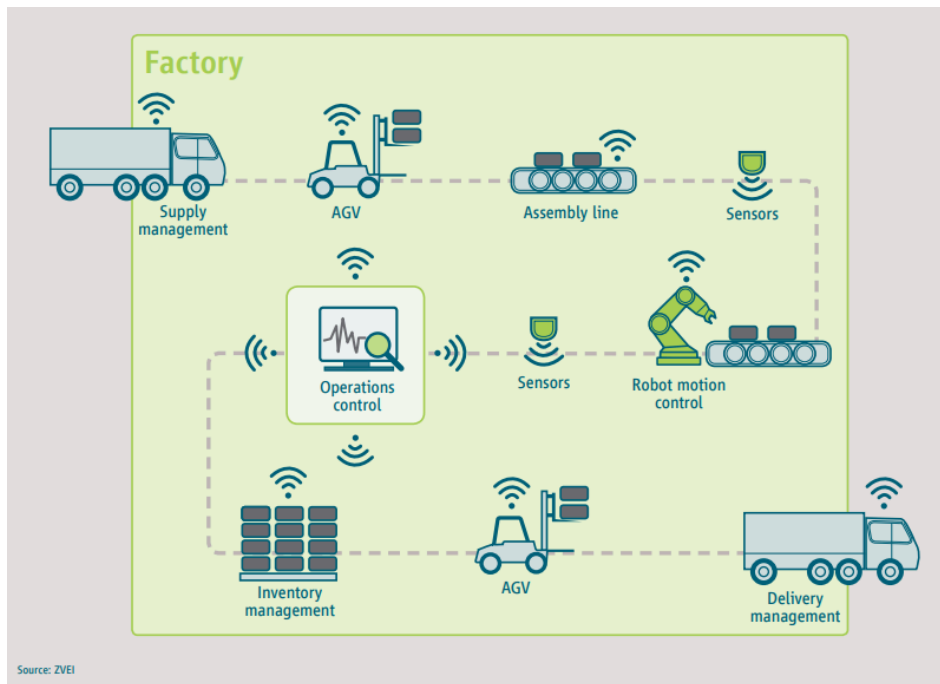 Factory
Supply
management
AGV
Assembly line
Sensors
Operations
control
Sensors
Robot motion
control
Inventory
management
AGV
Delivery
management
Source: ZVEI